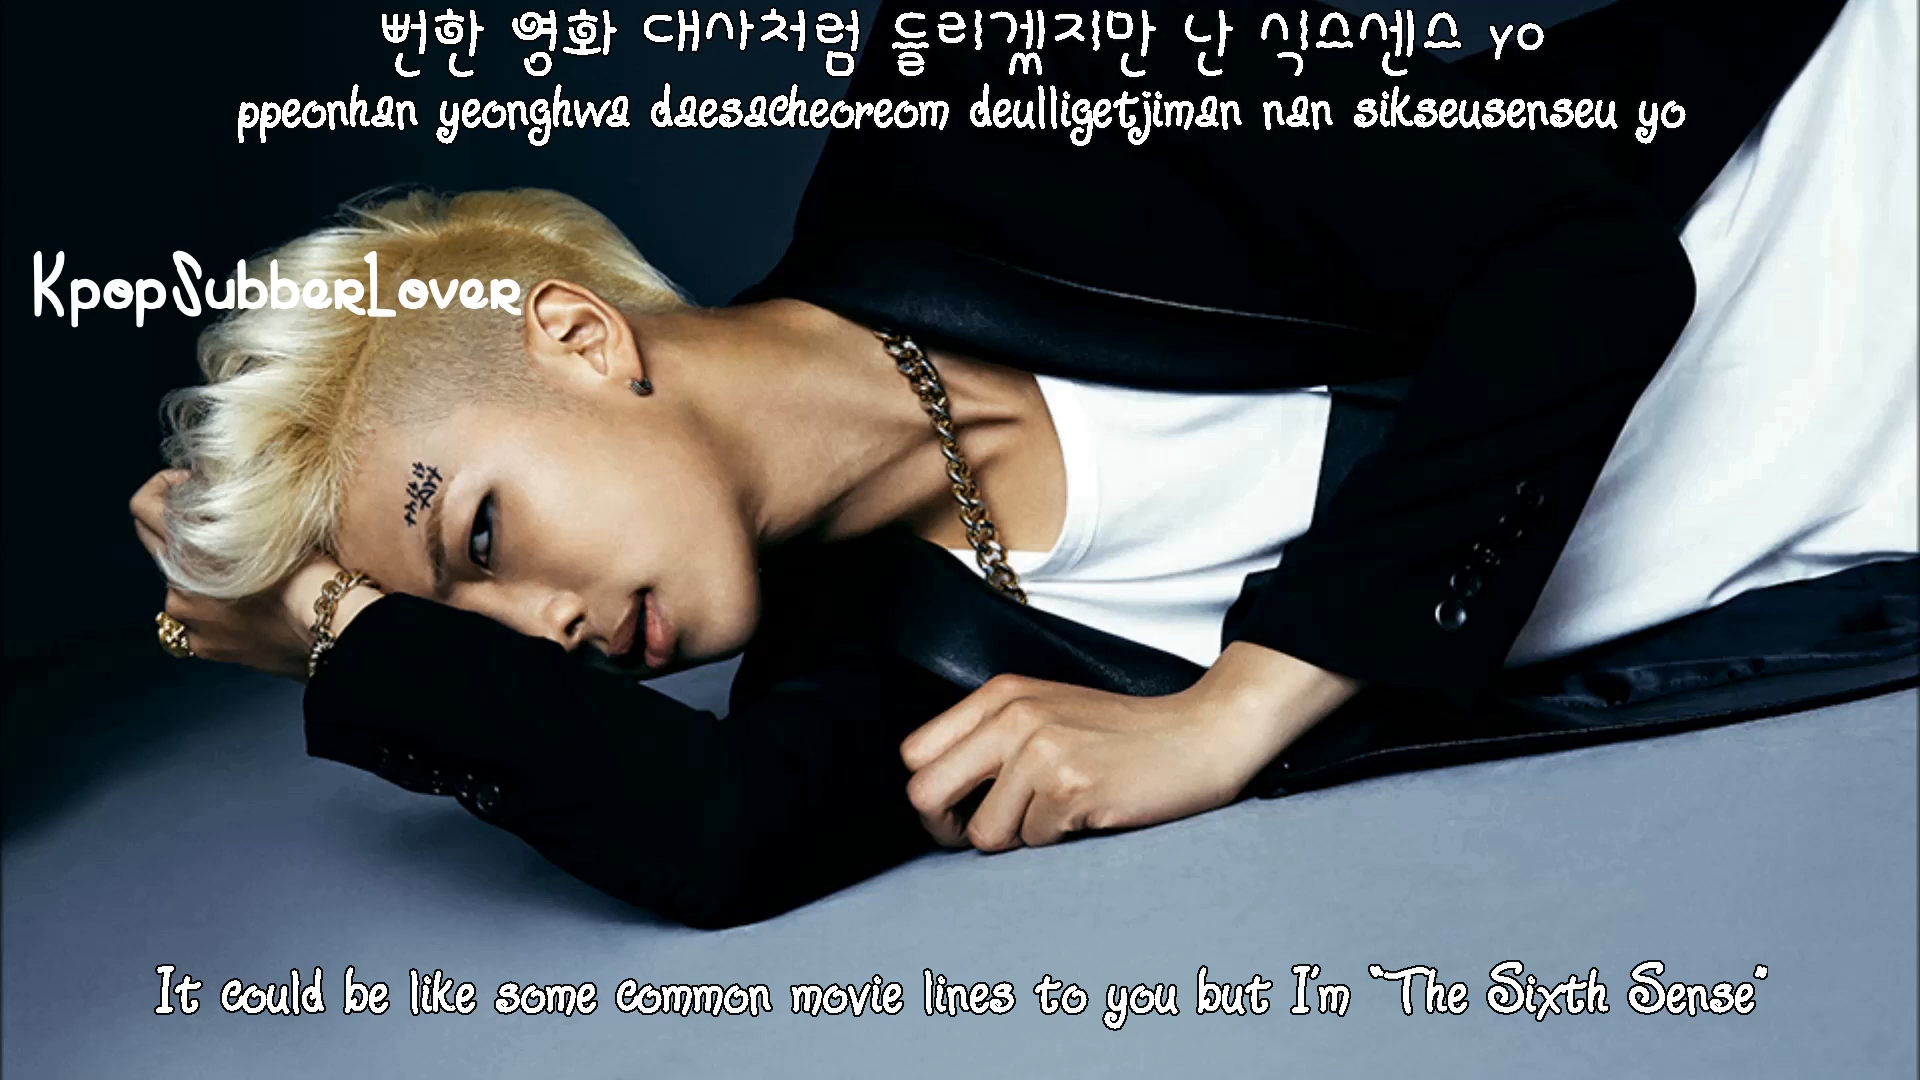 뻔한 영화 대사처럼 들리겠지만 난 식스센스 yo
ppeonhan yeonghwa daesacheoreom deulligetjiman nan sikseusenseu yo
KpopSubberLover
It could be like some common movie lines to you but I'm "The Sixth Sense"